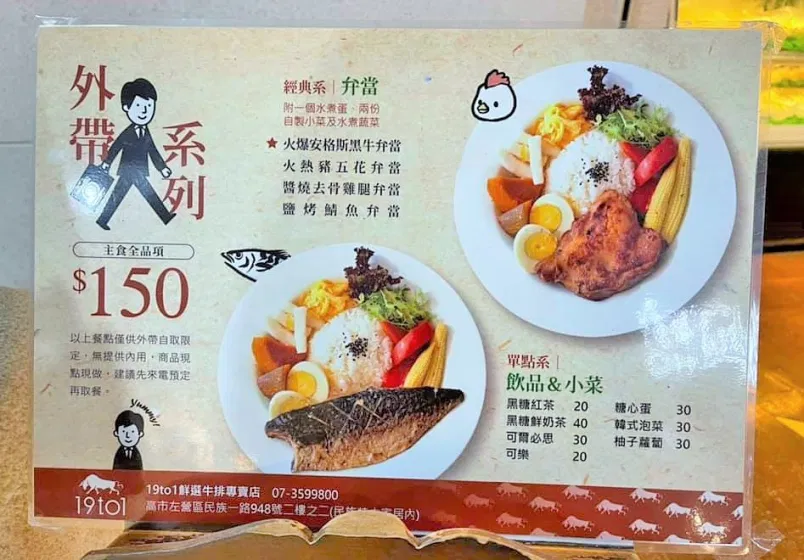 外帶
系列
主食全品項
$150
以上餐點僅供外帶自取限
定，無提供內用，商品現
點現做，建議先來電預定
再取餐。
yummy!
經典系｜弁當
附一個水煮蛋、兩份
自製小菜及水煮蔬菜
★火爆安格斯黑牛弁當
火熱豬五花弁當
醬燒去骨雞腿弁當
鹽烤鯖魚弁當
單點系｜
飲品&小菜
黑糖紅茶 20
黑糖鮮奶茶 40
可爾必思 30
可樂 20
糖心蛋 30
韓式泡菜 30
柚子蘿蔔 30
19to1
19to1鮮選牛排專賣店 07-3599800
高市左營區民族一路948號二樓之二(民族特力家居內)